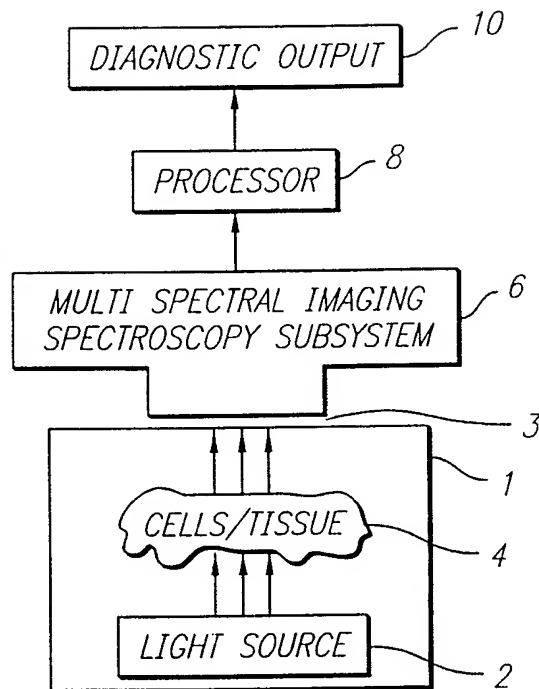 10
DIAGNOSTIC OUTPUT
8
PROCESSOR
MULTI SPECTRAL IMAGING
SPECTROSCOPY SUBSYSTEM
6
3
1
CELLS/TISSUE
4
LIGHT SOURCE
2